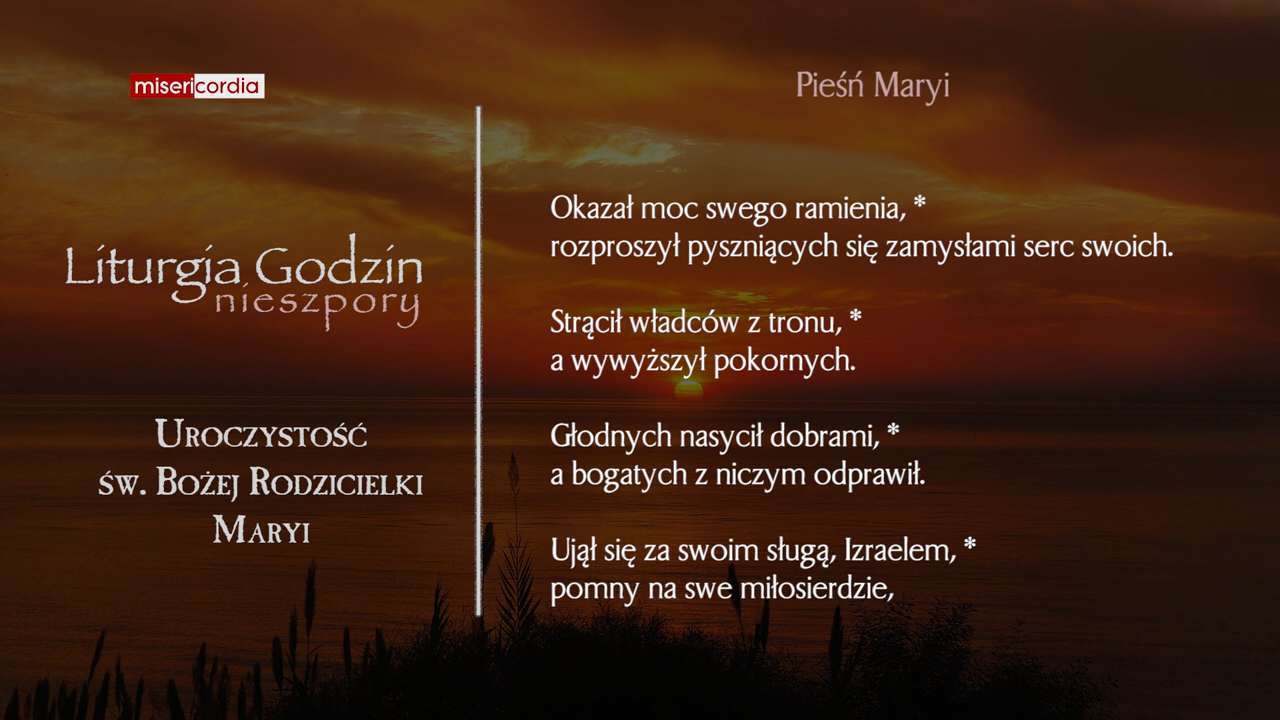 misericordia
Liturgia Godzin
nieszpory
Uroczystość
św. Bożej Rodzicielki
Maryi
Pieśń Maryi
Okazał moc swego ramienia, *
rozproszył pyszniących się zamysłami serc swoich.
Strącił władców z tronu, *
a wywyższył pokornych.
Głodnych nasycił dobrami, *
a bogatych z niczym odprawił.
Ujął się za swoim sługą, Izraelem, *
pomny na swe miłosierdzie,